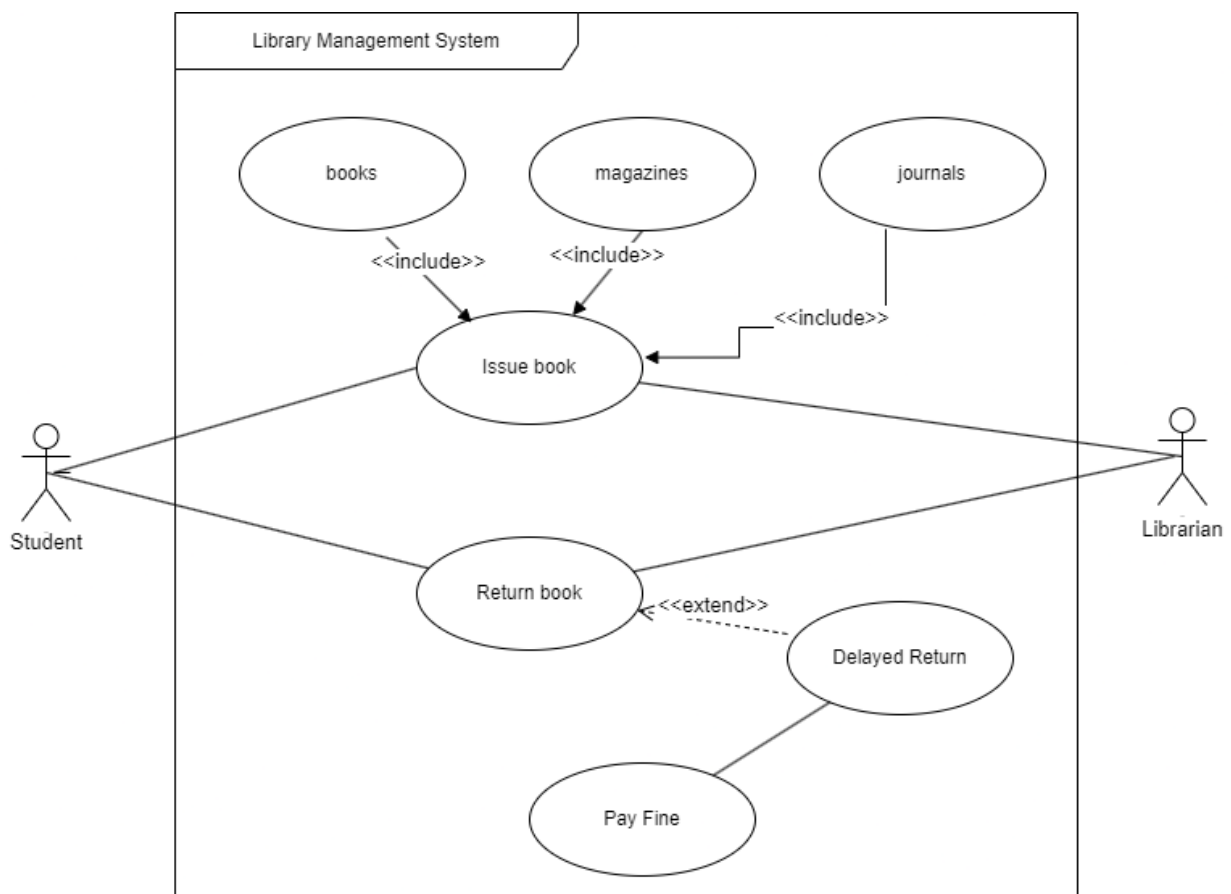 Library Management System
books
magazines
journals
<<include>>
<<include>>
<<include>>
Issue book
Student
Librarian
Return book
<<extend>>
Delayed Return
Pay Fine